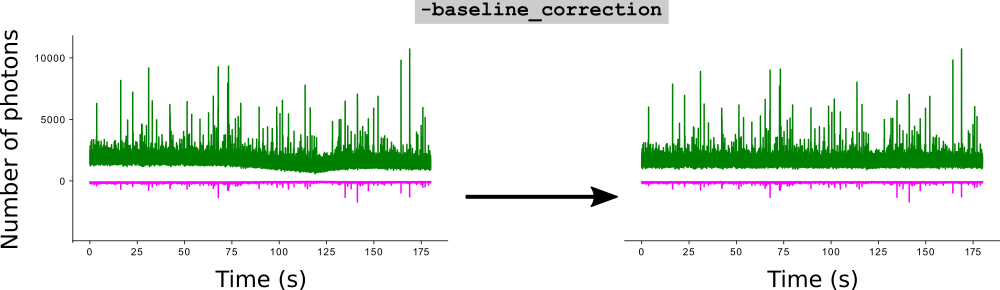 -baseline_correction
Number of photons
10000
5000
0
0 25 50 75 100 125 150 175
Time (s)
0 25 50 75 100 125 150 175
Time (s)